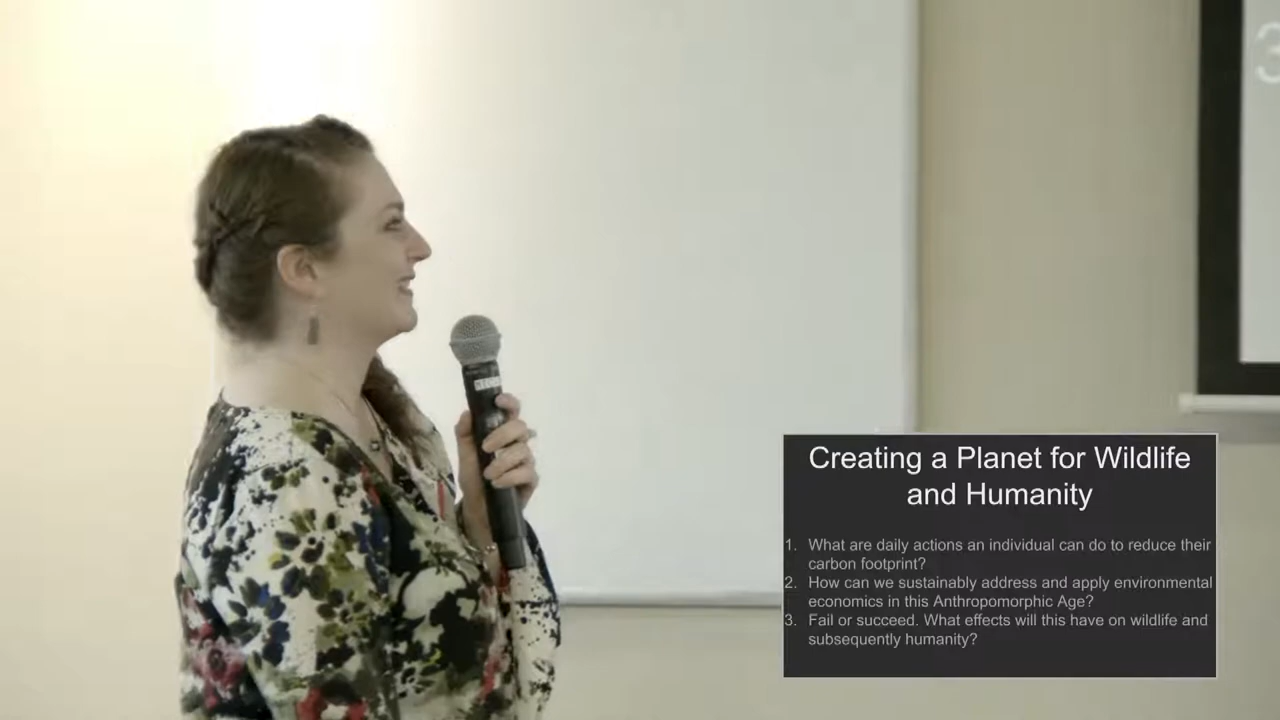 3
Creating a Planet for Wildlife
and Humanity
1. What are daily actions an individual can do to reduce their
carbon footprint?
2. How can we sustainably address and apply environmental
economics in this Anthropomorphic Age?
3. Fail or succeed. What effects will this have on wildlife and
subsequently humanity?